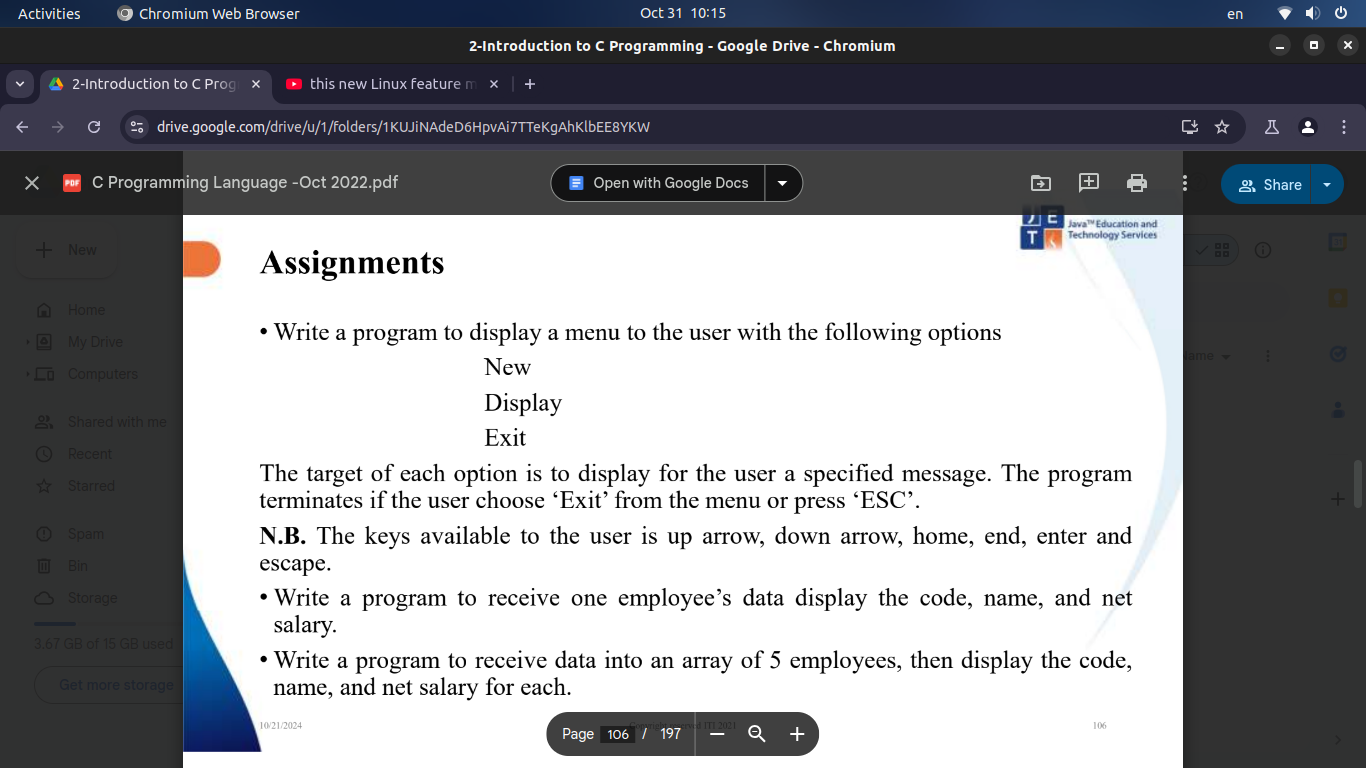 Activities
Chromium Web Browser
Oct 31 10:15
en
2-Introduction to C Programming - Google Drive - Chromium
2-Introduction to C Prog
this new Linux feature m
drive.google.com/drive/u/1/folders/1KUJiNAdeD6HpvAi7TTeKgAhKlbEE8YKW
PDF
C Programming Language -Oct 2022.pdf
Open with Google Docs
Share
JET
Java™ Education and
Technology Services
New
Home
My Drive
Computers
Shared with me
Recent
Starred
Spam
Bin
Storage
3.67 GB of 15 GB used
Get more storage
Assignments
• Write a program to display a menu to the user with the following options
New
Display
Exit
The target of each option is to display for the user a specified message. The program
terminates if the user choose ‘Exit’ from the menu or press ‘ESC’.
N.B. The keys available to the user is up arrow, down arrow, home, end, enter and
escape.
• Write a program to receive one employee’s data display the code, name, and net
salary.
• Write a program to receive data into an array of 5 employees, then display the code,
name, and net salary for each.
10/21/2024
Copyright reserved ITI 2021
106
Page 106 / 197